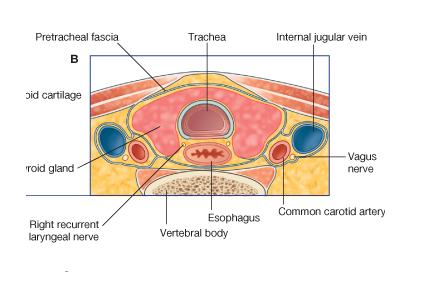 Pretracheal fascia
Trachea
Internal jugular vein
B
oid cartilage
roid gland
Vagus
nerve
Right recurrent
laryngeal nerve
Esophagus
Common carotid artery
Vertebral body